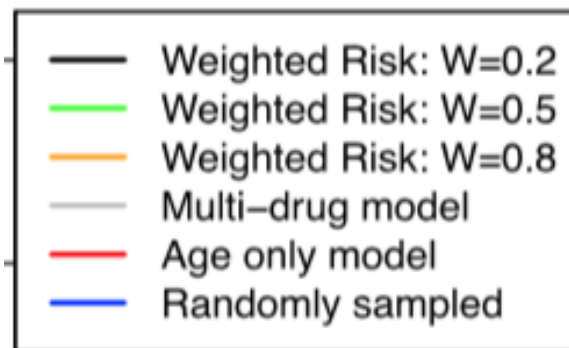 Weighted Risk: W=0.2
Weighted Risk: W=0.5
Weighted Risk: W=0.8
Multi−drug model
Age only model
Randomly sampled